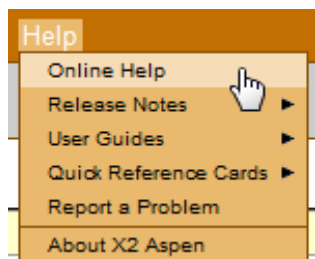 Help
Online Help
Release Notes
User Guides
Quick Reference Cards
Report a Problem
About X2 Aspen